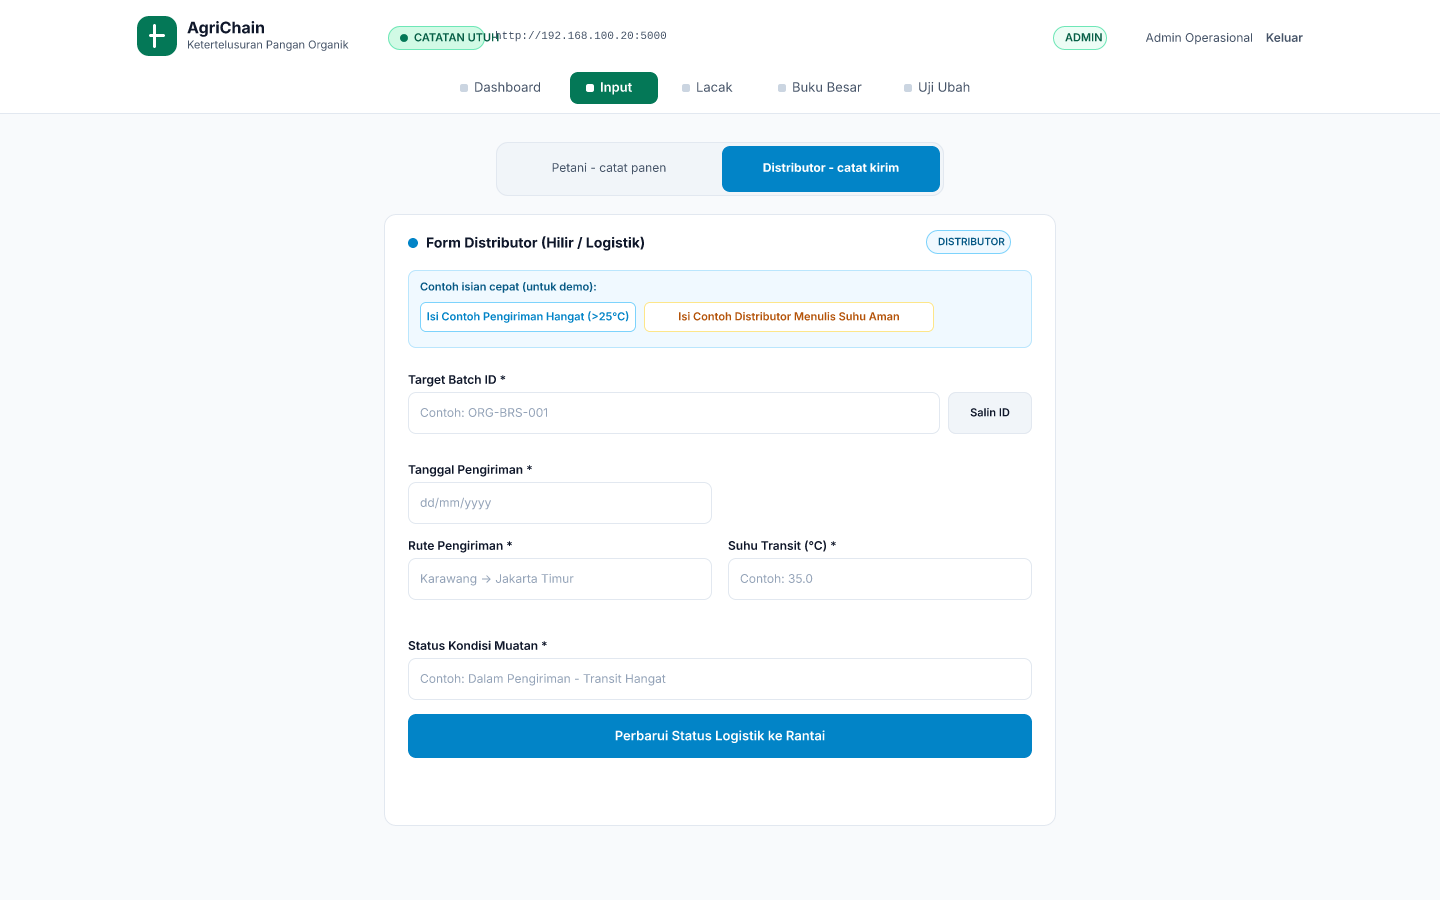 AgriChain
Ketertelusuran Pangan Organik
CATATAN UTUH
http://192.168.100.20:5000
ADMIN
Admin Operasional
Keluar
Dashboard
Input
Lacak
Buku Besar
Uji Ubah
Petani - catat panen
Distributor - catat kirim
Form Distributor (Hilir / Logistik)
DISTRIBUTOR
Contoh isian cepat (untuk demo):
Isi Contoh Pengiriman Hangat (>25°C)
Isi Contoh Distributor Menulis Suhu Aman
Target Batch ID *
Contoh: ORG-BRS-001
Salin ID
Tanggal Pengiriman *
dd/mm/yyyy
Rute Pengiriman *
Suhu Transit (°C) *
Karawang → Jakarta Timur
Contoh: 35.0
Status Kondisi Muatan *
Contoh: Dalam Pengiriman - Transit Hangat
Perbarui Status Logistik ke Rantai